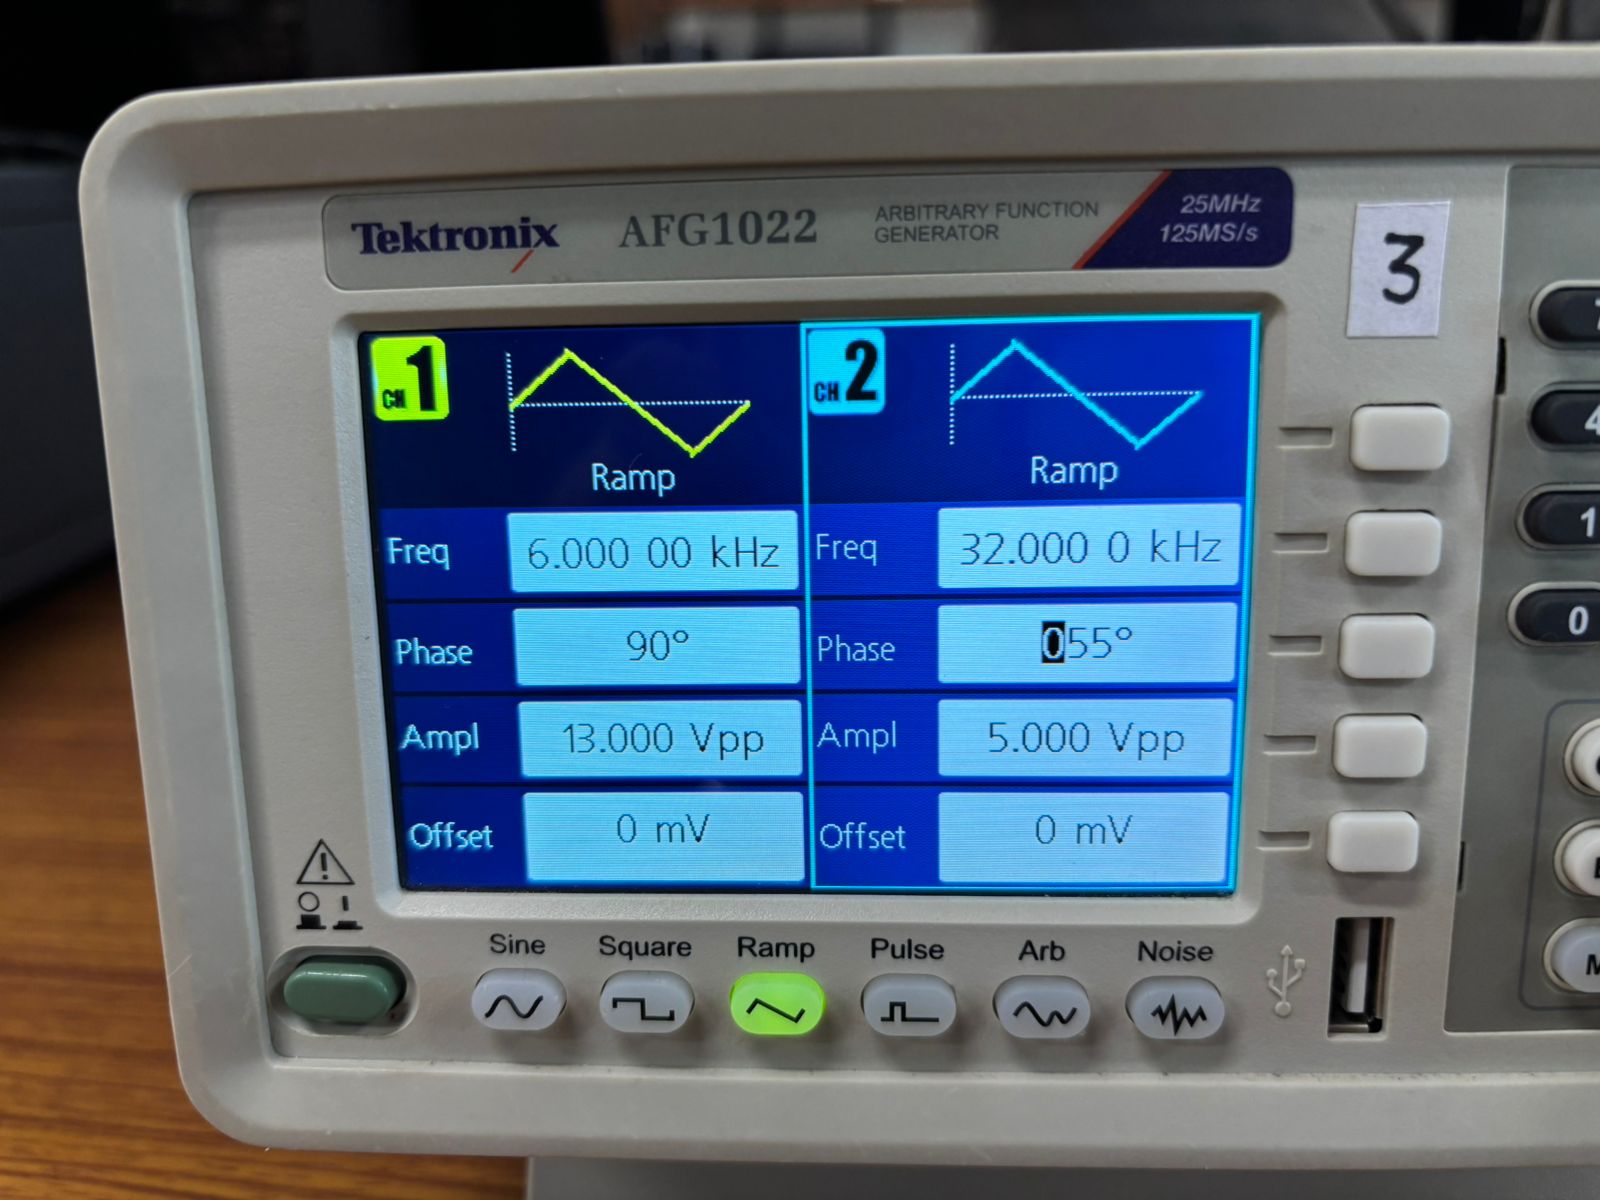 Tektronix AFG1022 ARBITRARY FUNCTION GENERATOR 25MHz 125MS/s
3
CH 1
Ramp
Freq 6.000 00 kHz
Phase 90°
Ampl 13.000 Vpp
Offset 0 mV
CH 2
Ramp
Freq 32.000 0 kHz
Phase 055°
Ampl 5.000 Vpp
Offset 0 mV
4
1
0
Sine Square Ramp Pulse Arb Noise